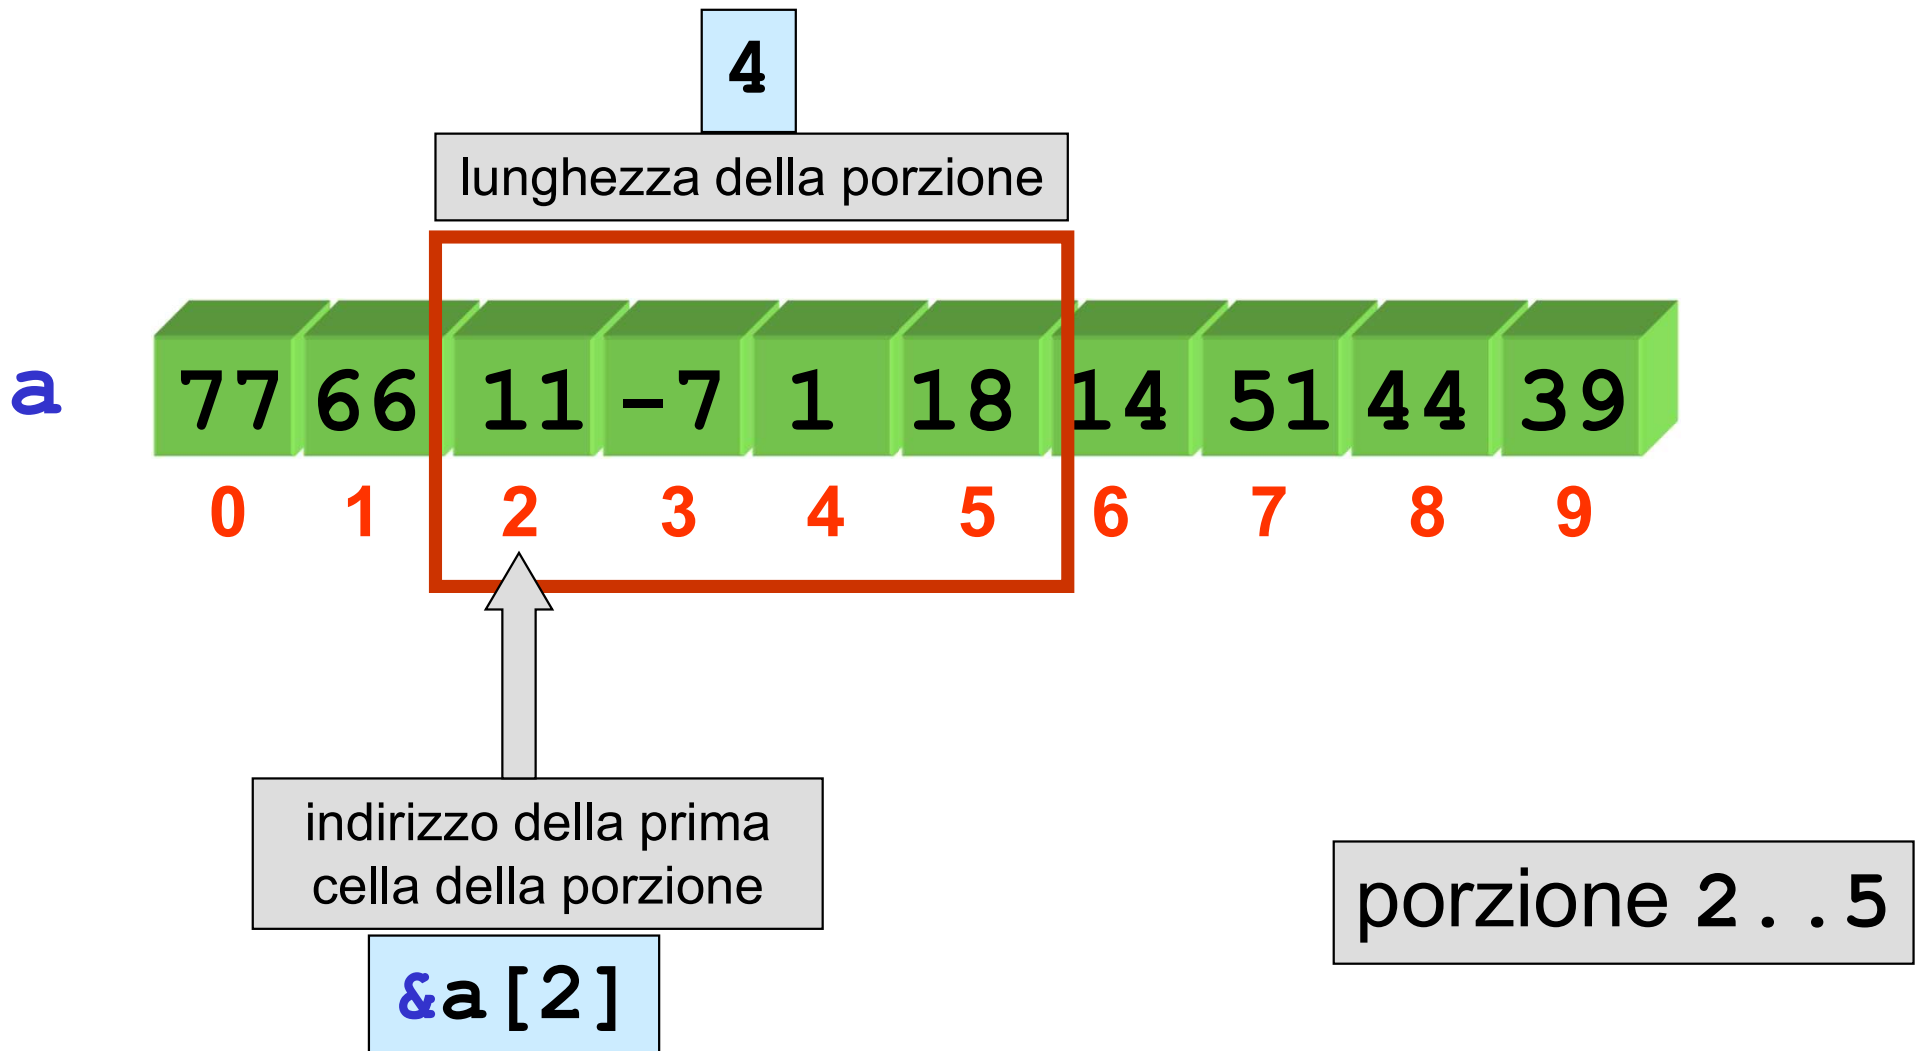 4
lunghezza della porzione
a 77 66 11 -7 1 18 14 51 44 39
0 1 2 3 4 5 6 7 8 9
indirizzo della prima
cella della porzione
&a[2]
porzione 2..5